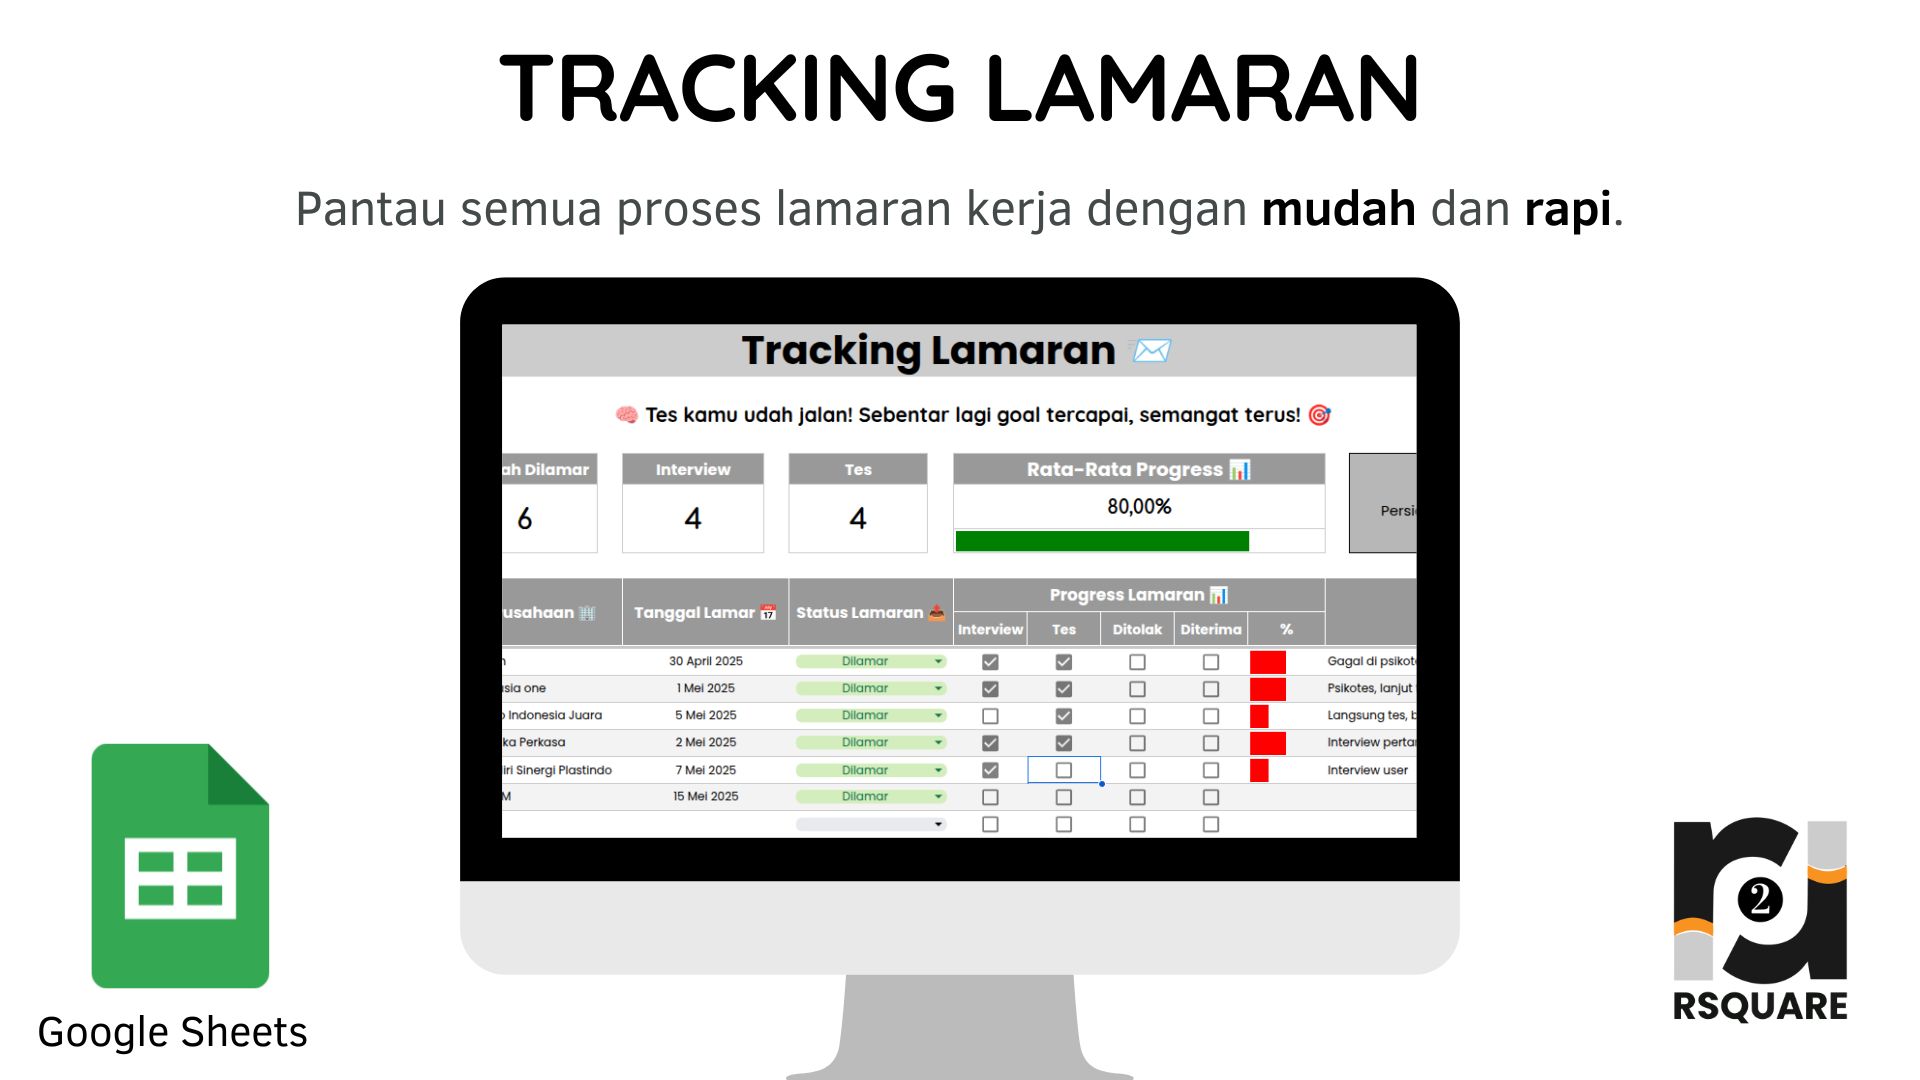 TRACKING LAMARAN
Pantau semua proses lamaran kerja dengan mudah dan rapi.
Tracking Lamaran
Tes kamu udah jalan! Sebentar lagi goal tercapai, semangat terus!
ah Dilamar
Interview
Tes
Rata-Rata Progress
6
4
4
80,00%
Persi
usahaan
Tanggal Lamar
Status Lamaran
Progress Lamaran
Interview
Tes
Ditolak
Diterima
%
30 April 2025 Dilamar Gagal di psikot
sia one 1 Mei 2025 Dilamar Psikotes, lanjut
Indonesia Juara 5 Mei 2025 Dilamar Langsung tes, b
ka Perkasa 2 Mei 2025 Dilamar Interview perta
iri Sinergi Plastindo 7 Mei 2025 Dilamar Interview user
M 15 Mei 2025 Dilamar
Google Sheets
2
RSQUARE